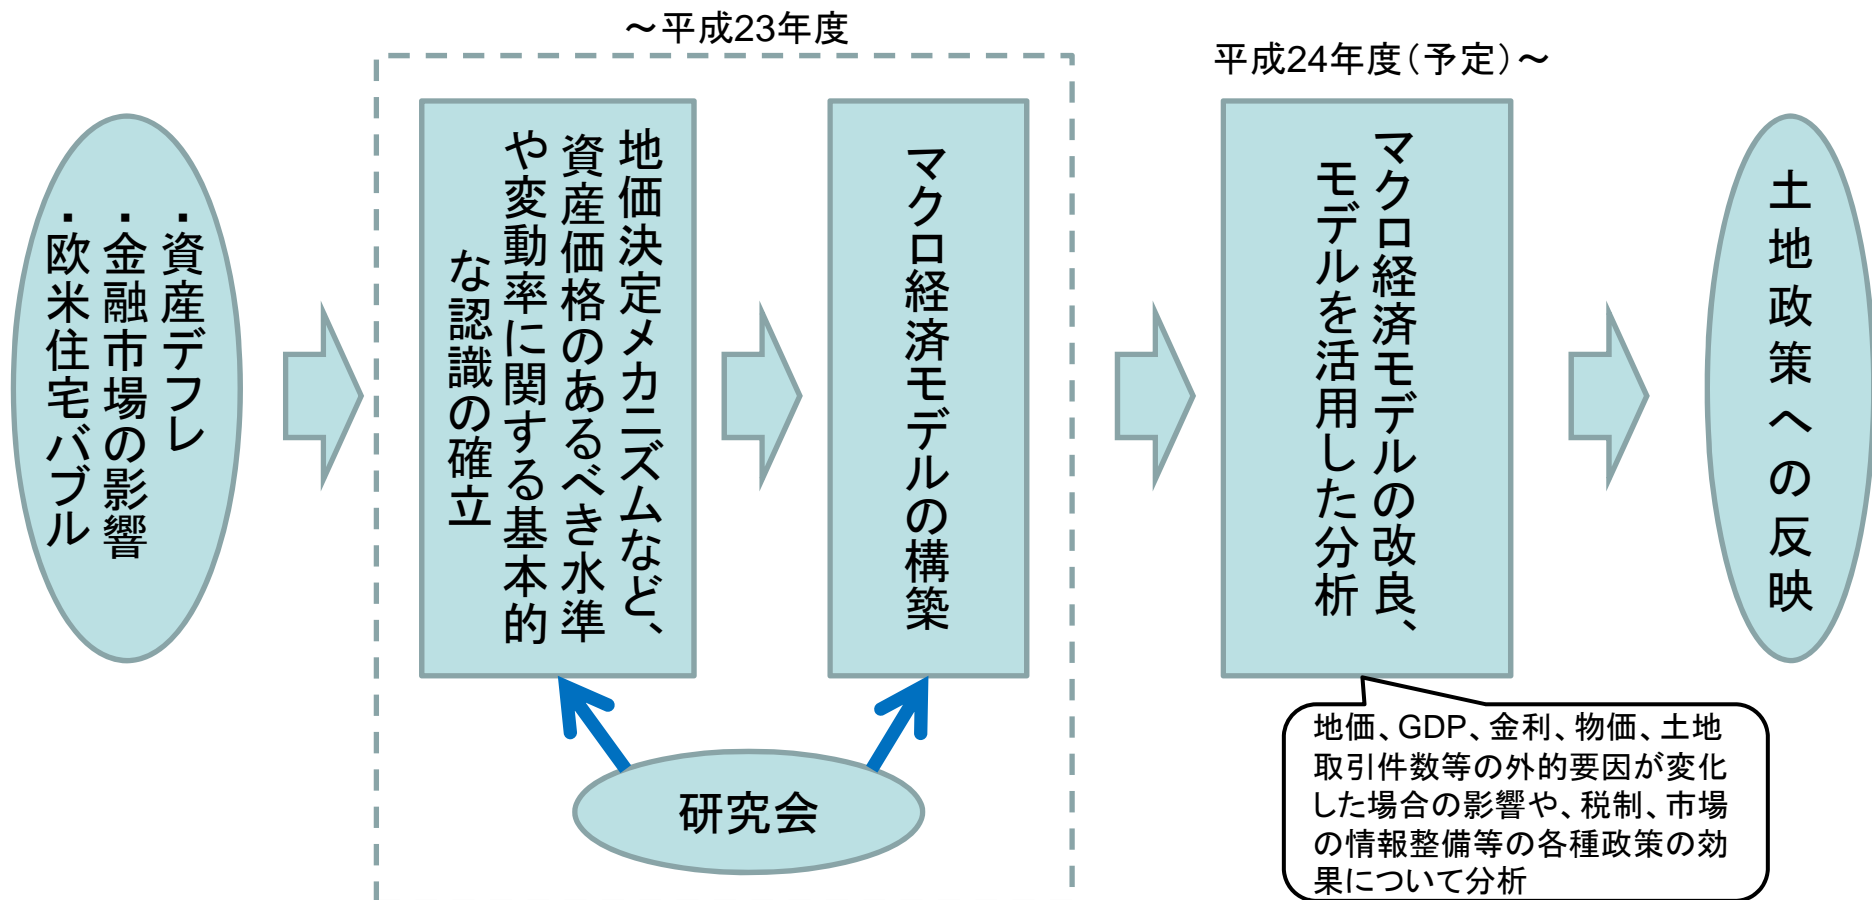 ～平成23年度
平成24年度（予定）～
・資産デフレ
・金融市場の影響
・欧米住宅バブル
地価決定メカニズムなど、
資産価格のあるべき水準
や変動率に関する基本的
な認識の確立
マクロ経済モデルの構築
マクロ経済モデルの改良、
モデルを活用した分析
土地政策への反映
研究会
地価、GDP、金利、物価、土地
取引件数等の外的要因が変化
した場合の影響や、税制、市場
の情報整備等の各種政策の効
果について分析